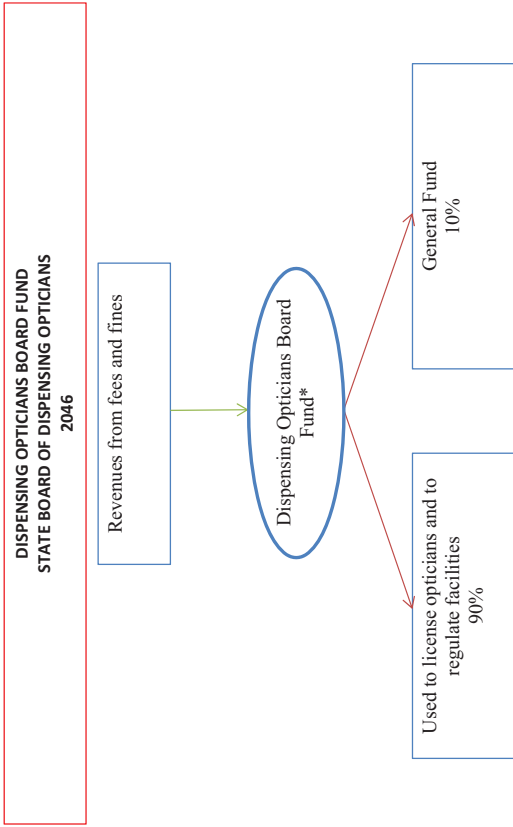 DISPENSING OPTICIANS BOARD FUND
STATE BOARD OF DISPENSING OPTICIANS
2046
Revenues from fees and fines
Dispensing Opticians Board
Fund*
Used to license opticians and to
regulate facilities
90%
General Fund
10%